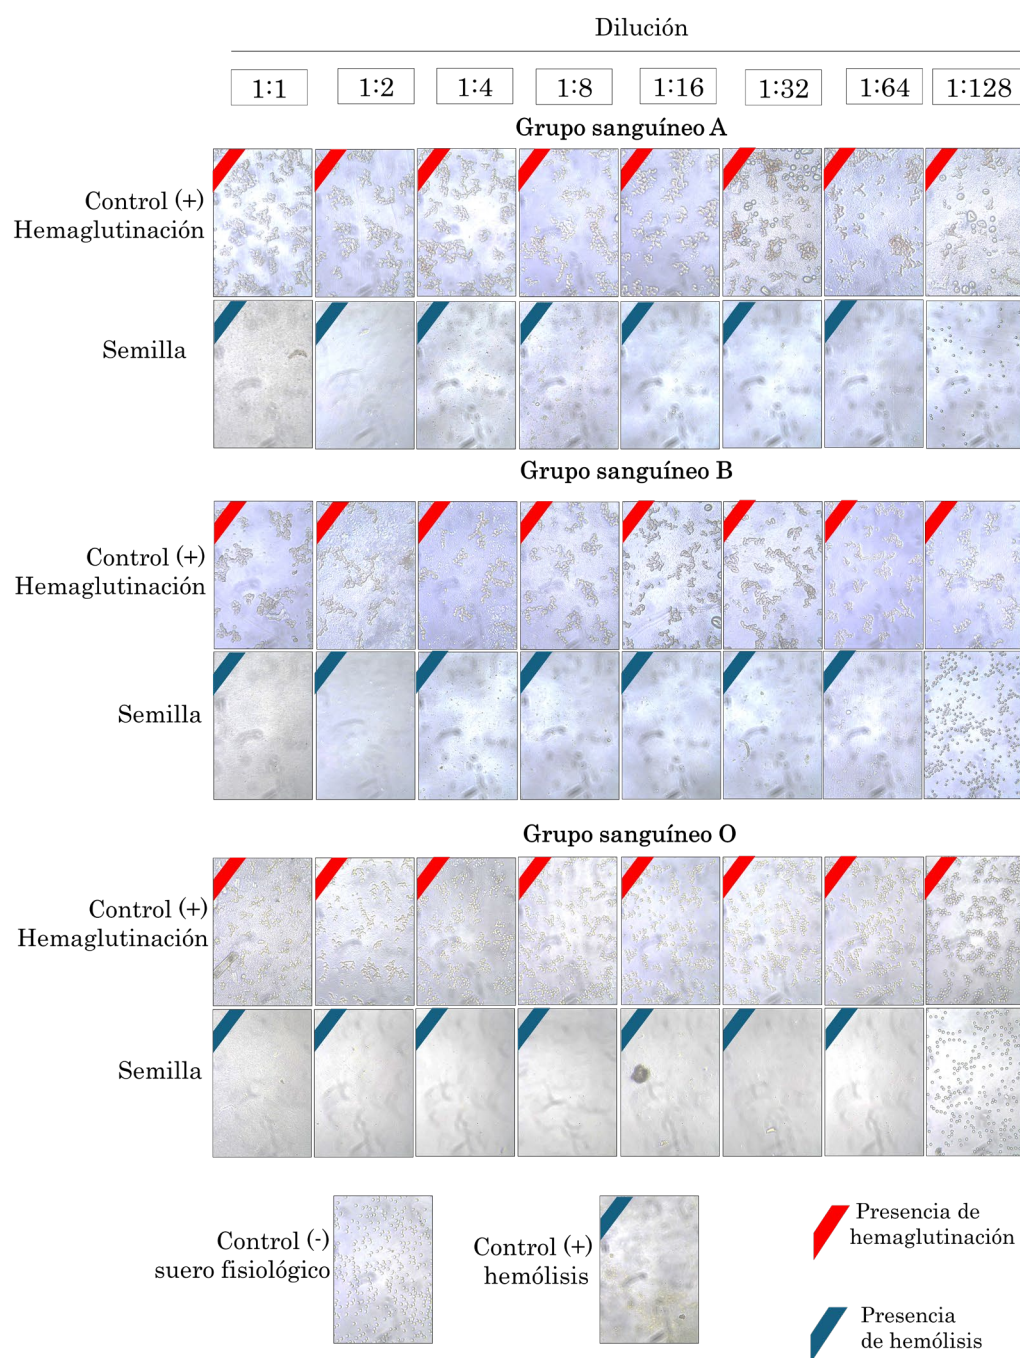 Dilución
1:1 1:2 1:4 1:8 1:16 1:32 1:64 1:128
Grupo sanguíneo A
Control (+)
Hemaglutinación
Semilla
Grupo sanguíneo B
Control (+)
Hemaglutinación
Semilla
Grupo sanguíneo O
Control (+)
Hemaglutinación
Semilla
Control (-)
suero fisiológico
Control (+)
hemólisis
Presencia de
hemaglutinación
Presencia
de hemólisis